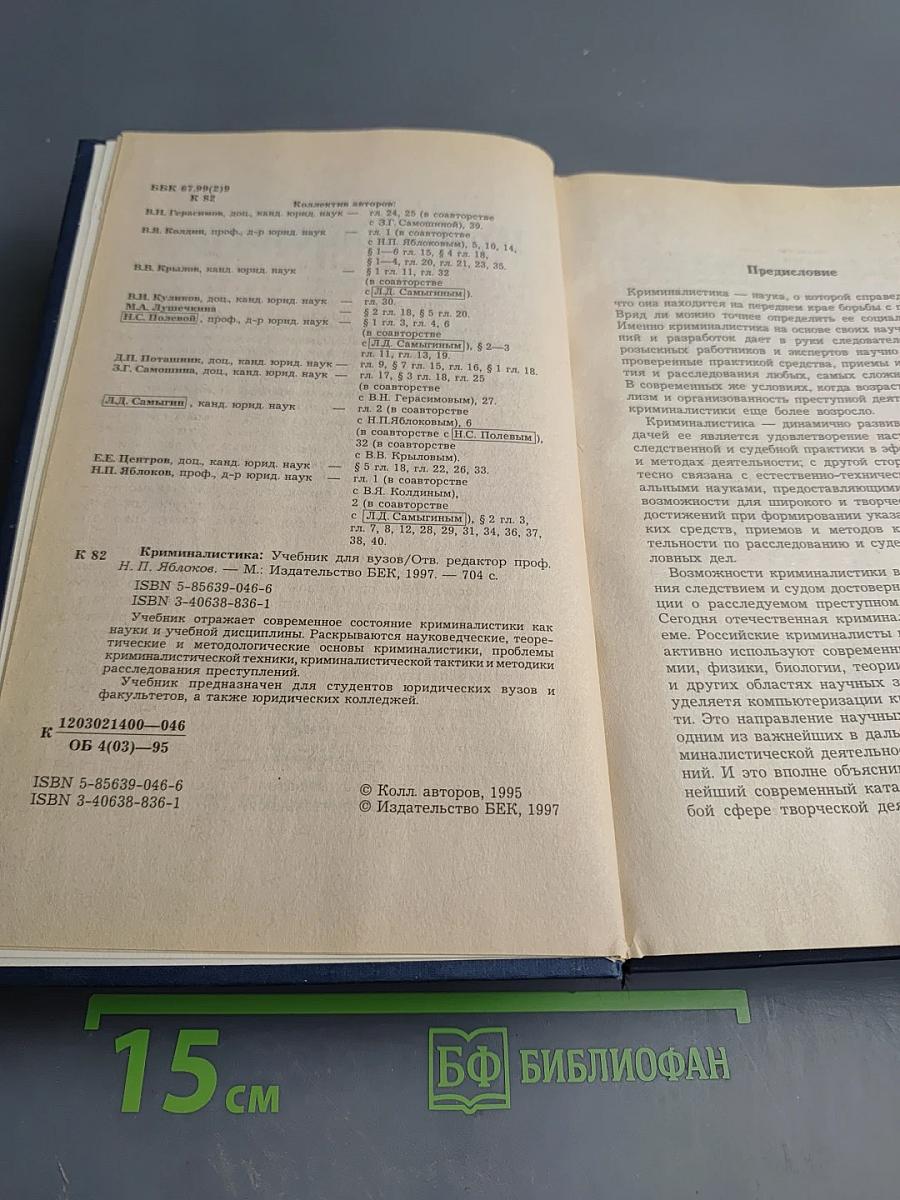 ББК 67.99(2)9
К 82
Коллектив авторов:
В.Н. Герасимов, доц., канд. юрид. наук — гл. 24, 25 (в соавторстве
с З.Г. Самошиной), 39.
В.Я. Колдин, проф., д-р юрид. наук — гл. 1 (в соавторстве
с Н.П. Яблоковым), 5, 10, 14,
§ 1—6 гл. 15, § 4 гл. 18,
§ 1—4, гл. 20, гл. 21, 23, 35.
В.В. Крылов, канд. юрид. наук — § 1 гл. 11, гл. 32
(в соавторстве
с Л.Д. Самыгиным).
В.И. Куликов, доц., канд. юрид. наук — гл. 30.
М.А. Лушечкина — § 2 гл. 18, § 5 гл. 20.
Н.С. Полевой, проф., д-р юрид. наук — § 1 гл. 3, гл. 4, 6
(в соавторстве
с Л.Д. Самыгиным), § 2—3
гл. 11, гл. 13, 19.
Д.П. Поташник, доц., канд. юрид. наук — гл. 9, § 7 гл. 15, гл. 16, § 1 гл. 18.
З.Г. Самошина, доц., канд. юрид. наук — гл. 17, § 3 гл. 18, гл. 25
(в соавторстве
с В.Н. Герасимовым), 27.
Л.Д. Самыгин, канд. юрид. наук — гл. 2 (в соавторстве
с Н.П.Яблоковым), 6
(в соавторстве с Н.С. Полевым),
32 (в соавторстве
с В.В. Крыловым).
Е.Е. Центров, доц., канд. юрид. наук — § 5 гл. 18, гл. 22, 26, 33.
Н.П. Яблоков, проф., д-р юрид. наук — гл. 1 (в соавторстве
с В.Я. Колдиным),
2 (в соавторстве
с Л.Д. Самыгиным), § 2 гл. 3,
гл. 7, 8, 12, 28, 29, 31, 34, 36, 37,
38, 40.
К 82 Криминалистика: Учебник для вузов/Отв. редактор проф.
Н. П. Яблоков. — М.: Издательство БЕК, 1997. — 704 с.
ISBN 5-85639-046-6
ISBN 3-40638-836-1
Учебник отражает современное состояние криминалистики как
науки и учебной дисциплины. Раскрываются науковедческие, теоре-
тические и методологические основы криминалистики, проблемы
криминалистической техники, криминалистической тактики и методики
расследования преступлений.
Учебник предназначен для студентов юридических вузов и
факультетов, а также юридических колледжей.
К 1203021400—046
ОБ 4(03)—95
ISBN 5-85639-046-6
ISBN 3-40638-836-1
© Колл. авторов, 1995
© Издательство БЕК, 1997
Предисловие
Криминалистика — наука, о которой справед
что она находится на переднем крае борьбы с
Вряд ли можно точнее определить ее социал
Именно криминалистика на основе своих науч
ний и разработок дает в руки следовател
розыскных работников и экспертов научно
проверенные практикой средства, приемы и
тия и расследования любых, самых сложн
В современных же условиях, когда возраст
лизм и организованность преступной деят
криминалистики еще более возросло.
Криминалистика — динамично развив
дачей ее является удовлетворение нас
следственной и судебной практики в эф
и методах деятельности; с другой стор
тесно связана с естественно-техничес
альными науками, предоставляющими
возможности для широкого и творче
достижений при формировании указа
ких средств, приемов и методов к
тельности по расследованию и суде
ловных дел.
Возможности криминалистики в
ния следствием и судом достоверн
ции о расследуемом преступном
Сегодня отечественная кримина
еме. Российские криминалисты
активно используют современн
мии, физики, биологии, теории
и других областях научных з
уделяетя компьютеризации к
ти. Это направление научных
одним из важнейших в даль
миналистической деятельно
ний. И это вполне объясни
нейший современный ката
бой сфере творческой дея
15 см
БФ БИБЛИОФАН